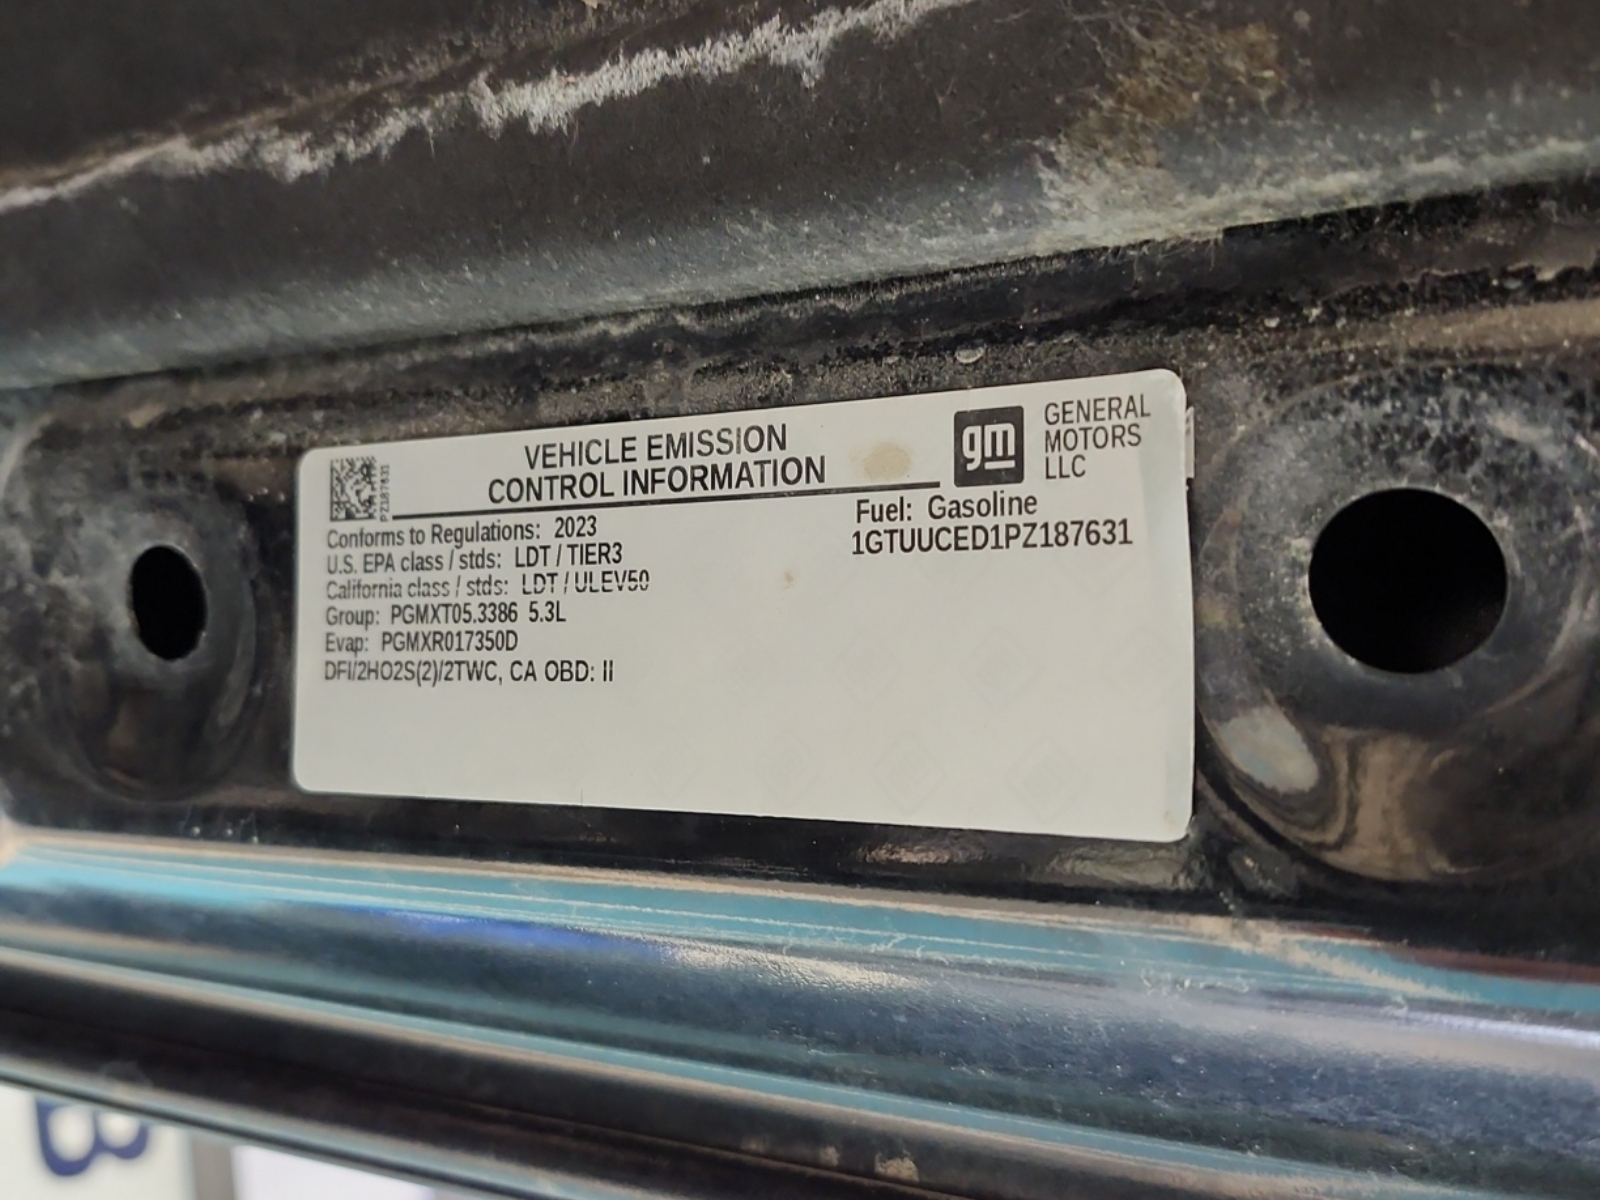 VEHICLE EMISSION
CONTROL INFORMATION
gm
GENERAL
MOTORS
LLC
PZ187631
Conforms to Regulations: 2023
U.S. EPA class / stds: LDT / TIER3
California class / stds: LDT / ULEV50
Group: PGMXT05.3386 5.3L
Evap: PGMXR017350D
DFI/2HO2S(2)/2TWC, CA OBD: II
Fuel: Gasoline
1GTUUCED1PZ187631